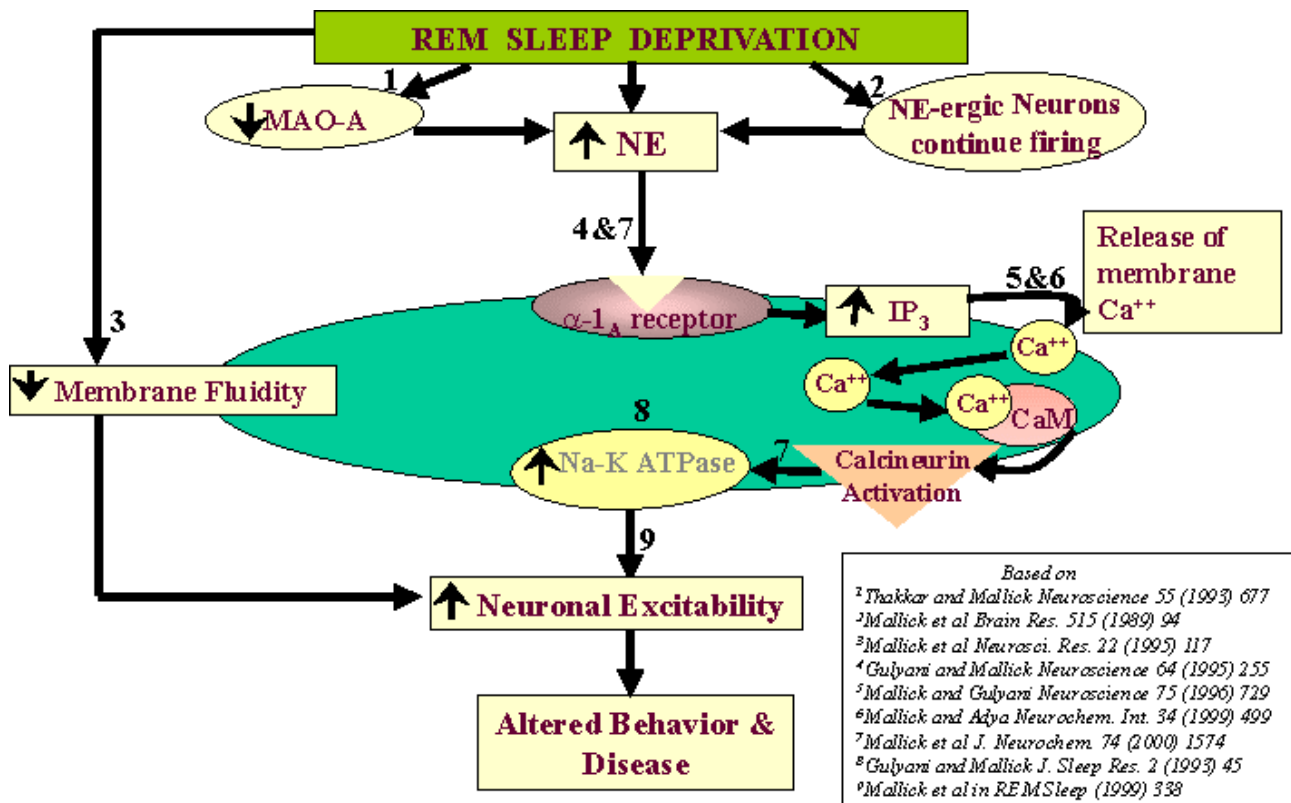 REM SLEEP DEPRIVATION
1
2
MAO-A
NE
NE-ergic Neurons
continue firing
4&7
Release of
membrane
Ca⁺⁺
5&6
3
α-1A receptor
IP3
Ca⁺⁺
Ca⁺⁺
Ca⁺⁺
CaM
Membrane Fluidity
8
Na-K ATPase
7
Calcineurin
Activation
9
Neuronal Excitability
Altered Behavior &
Disease
Based on
¹Thakkar and Mallick Neuroscience 55 (1993) 677
²Mallick et al Brain Res. 515 (1989) 94
³Mallick et al Neurosci. Res. 22 (1995) 117
⁴Gulyani and Mallick Neuroscience 64 (1995) 255
⁵Mallick and Gulyani Neuroscience 75 (1996) 729
⁶Mallick and Adya Neurochem. Int. 34 (1999) 499
⁷Mallick et al J. Neurochem. 74 (2000) 1574
⁸Gulyani and Mallick J. Sleep Res. 2 (1993) 45
⁹Mallick et al in REM Sleep (1999) 338